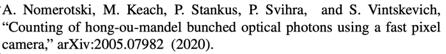 A. Nomerotski, M. Keach, P. Stankus, P. Svihra, and S. Vintskevich,
“Counting of hong-ou-mandel bunched optical photons using a fast pixel
camera,” arXiv:2005.07982 (2020).